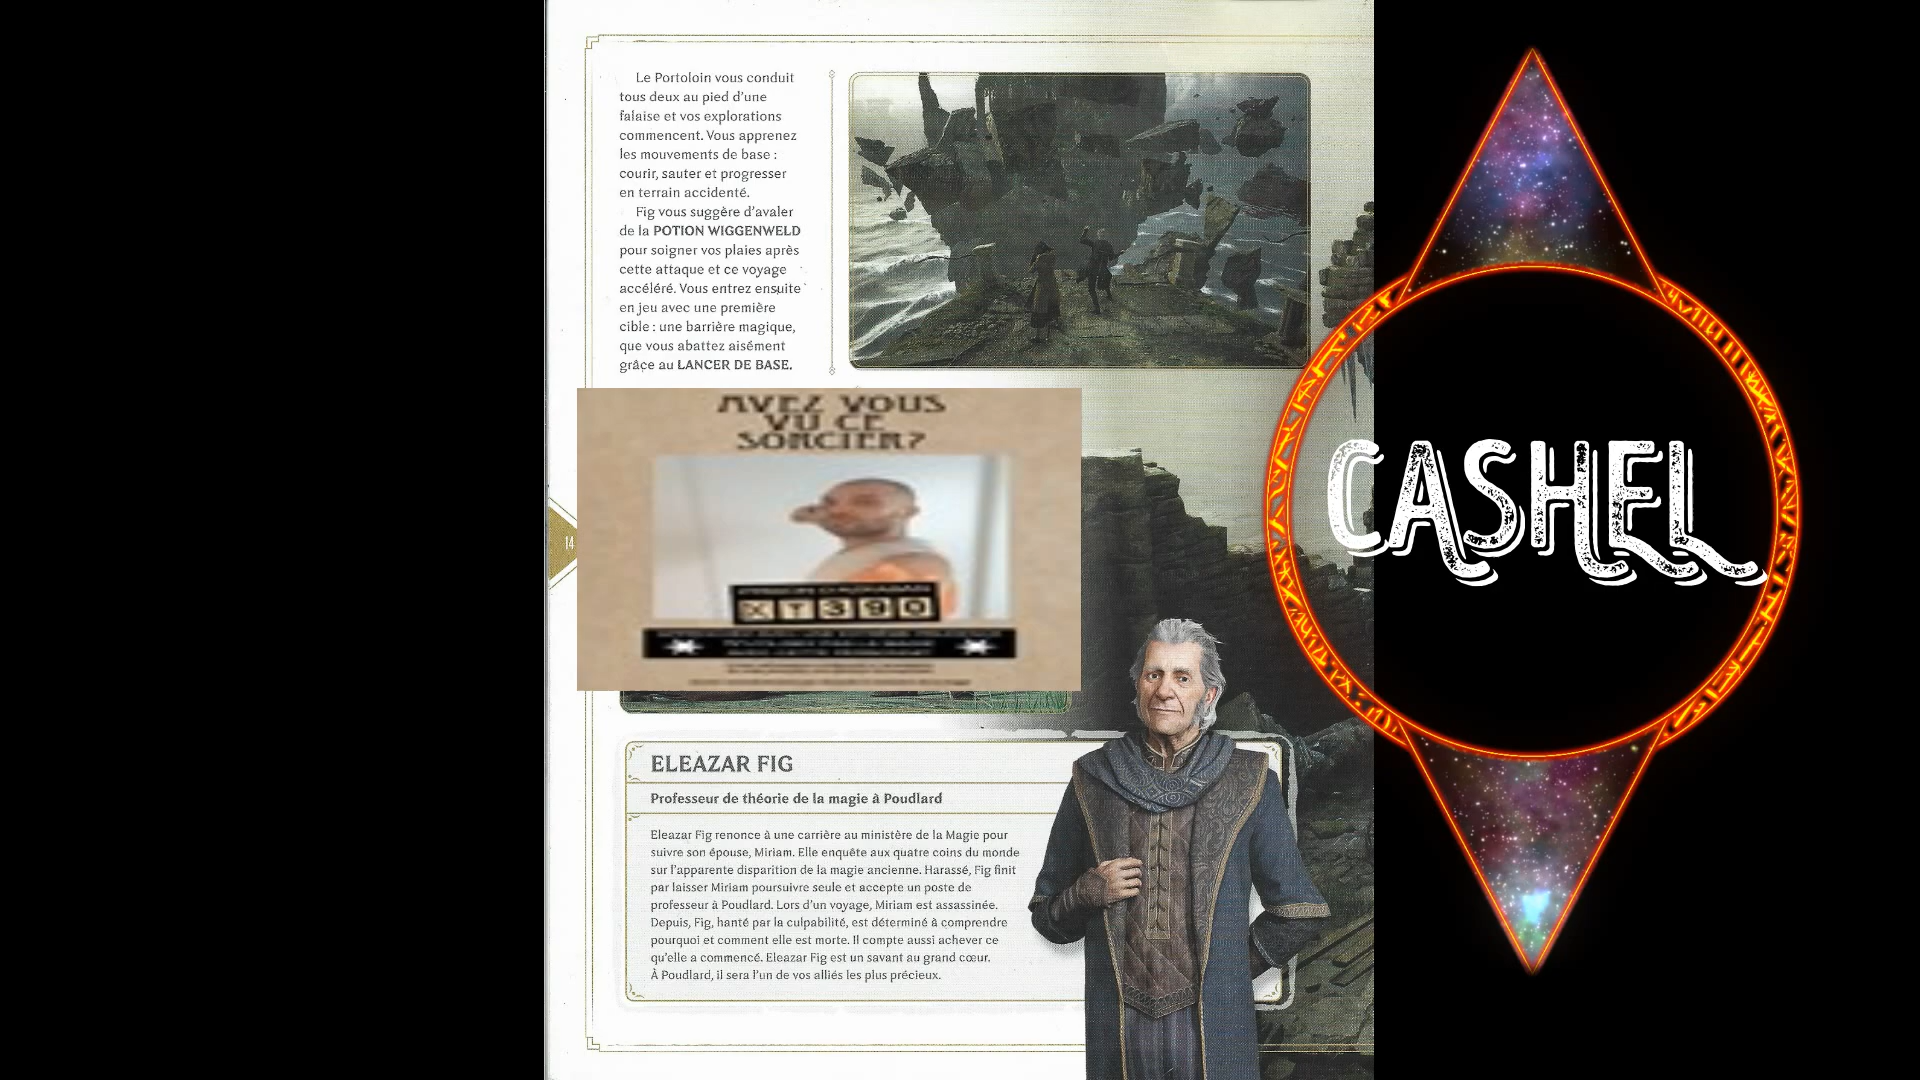 Le Portoloin vous conduit
tous deux au pied d'une
falaise et vos explorations
commencent. Vous apprenez
les mouvements de base :
courir, sauter et progresser
en terrain accidenté.
Fig vous suggère d'avaler
de la POTION WIGGENWELD
pour soigner vos plaies après
cette attaque et ce voyage
accéléré. Vous entrez ensuite
en jeu avec une première
cible : une barrière magique,
que vous abattez aisément
grâce au LANCER DE BASE.
AVEZ VOUS
VU CE
SORCIER?
XT390
14
CASHEL
ELEAZAR FIG
Professeur de théorie de la magie à Poudlard
Eleazar Fig renonce à une carrière au ministère de la Magie pour
suivre son épouse, Miriam. Elle enquête aux quatre coins du monde
sur l'apparente disparition de la magie ancienne. Harassé, Fig finit
par laisser Miriam poursuivre seule et accepte un poste de
professeur à Poudlard. Lors d'un voyage, Miriam est assassinée.
Depuis, Fig, hanté par la culpabilité, est déterminé à comprendre
pourquoi et comment elle est morte. Il compte aussi achever ce
qu'elle a commencé. Eleazar Fig est un savant au grand cœur.
À Poudlard, il sera l'un de vos alliés les plus précieux.